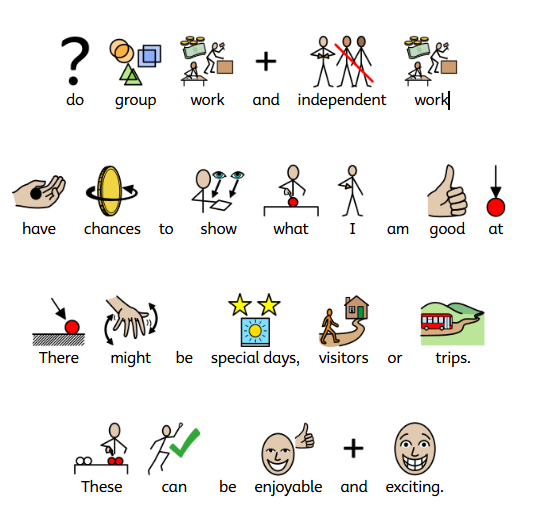 do group work and independent work
have chances to show what I am good at
There might be special days, visitors or trips.
These can be enjoyable and exciting.